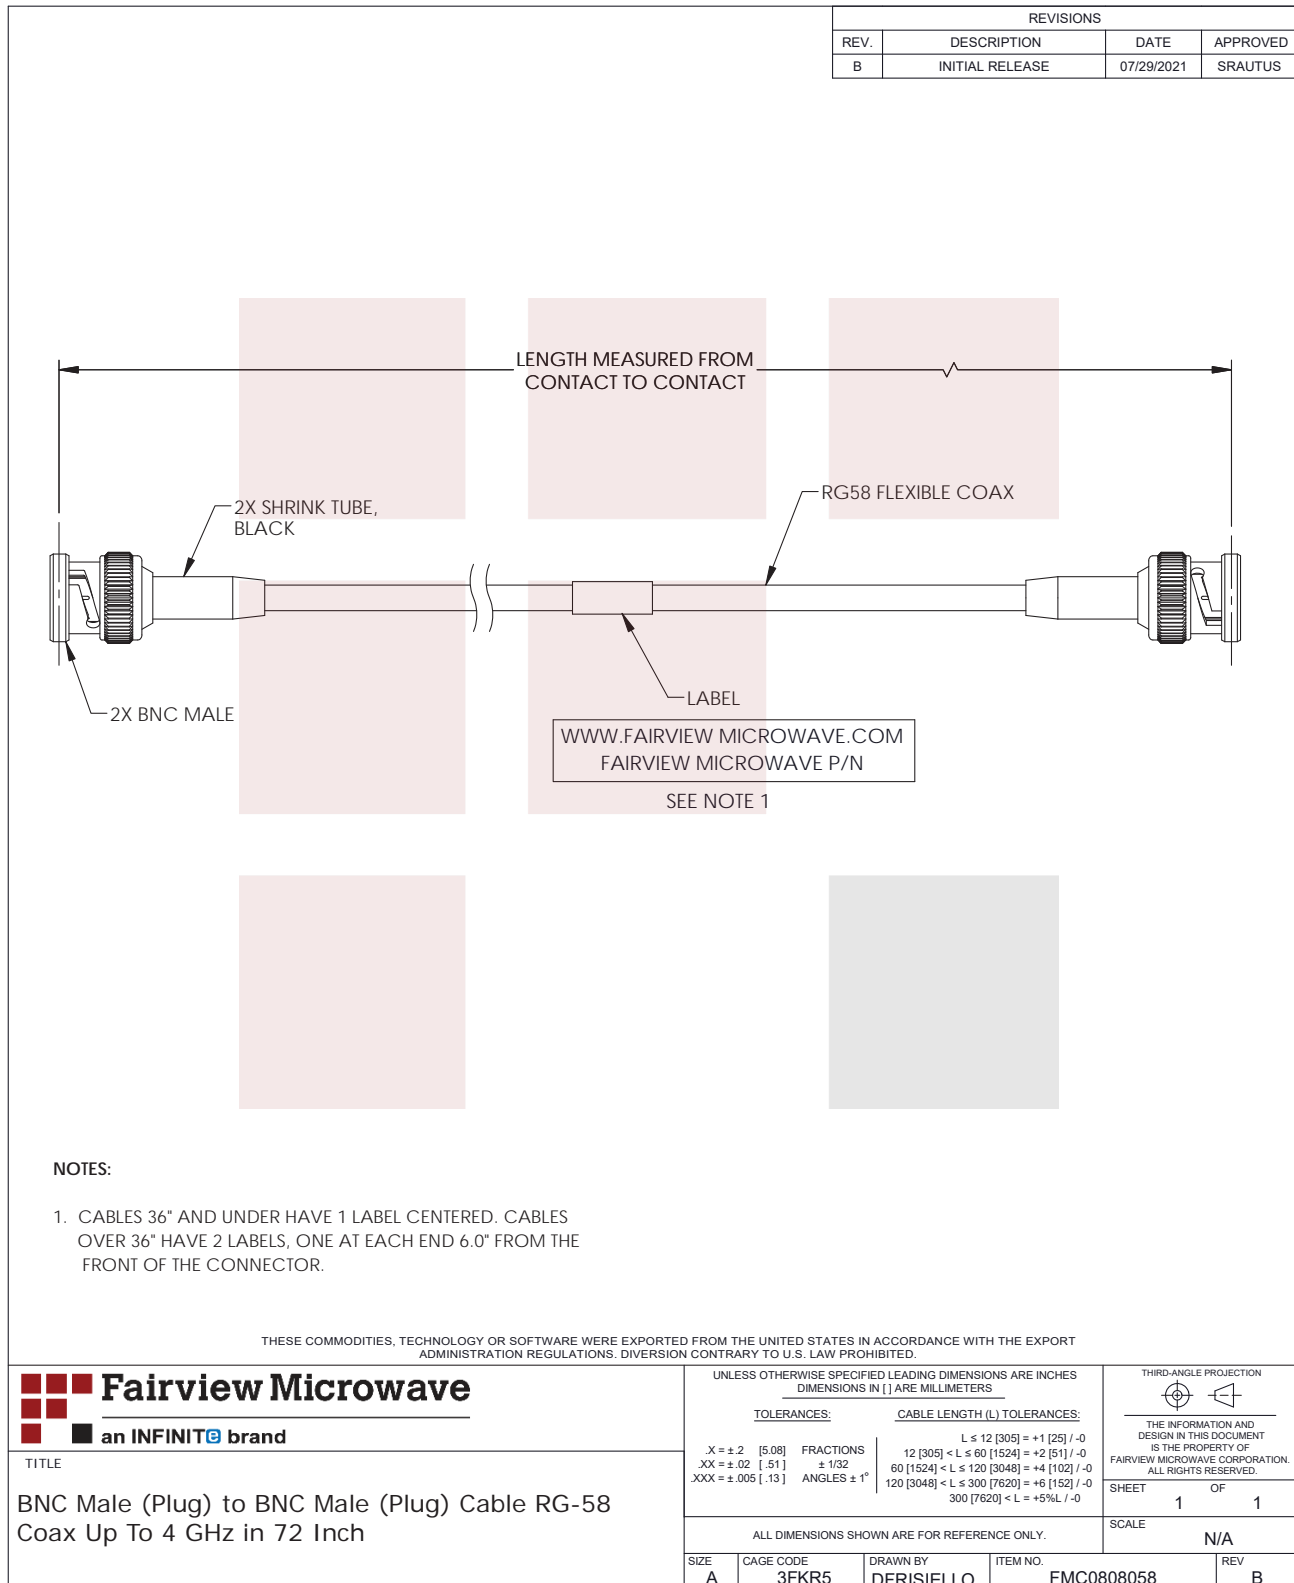 REVISIONS
REV. DESCRIPTION DATE APPROVED
B INITIAL RELEASE 07/29/2021 SRAUTUS
LENGTH MEASURED FROM
CONTACT TO CONTACT
2X SHRINK TUBE,
BLACK
RG58 FLEXIBLE COAX
2X BNC MALE
LABEL
WWW.FAIRVIEW MICROWAVE.COM
FAIRVIEW MICROWAVE P/N
SEE NOTE 1
NOTES:
1. CABLES 36" AND UNDER HAVE 1 LABEL CENTERED. CABLES
OVER 36" HAVE 2 LABELS, ONE AT EACH END 6.0" FROM THE
FRONT OF THE CONNECTOR.
THESE COMMODITIES, TECHNOLOGY OR SOFTWARE WERE EXPORTED FROM THE UNITED STATES IN ACCORDANCE WITH THE EXPORT
ADMINISTRATION REGULATIONS. DIVERSION CONTRARY TO U.S. LAW PROHIBITED.
Fairview Microwave
an INFINITe brand
TITLE
BNC Male (Plug) to BNC Male (Plug) Cable RG-58
Coax Up To 4 GHz in 72 Inch
UNLESS OTHERWISE SPECIFIED LEADING DIMENSIONS ARE INCHES
DIMENSIONS IN [ ] ARE MILLIMETERS
TOLERANCES:
.X = ±.2 [5.08] FRACTIONS
.XX = ±.02 [ .51 ] ± 1/32
.XXX = ±.005 [ .13 ] ANGLES ± 1°
CABLE LENGTH (L) TOLERANCES:
L ≤ 12 [305] = +1 [25] / -0
12 [305] < L ≤ 60 [1524] = +2 [51] / -0
60 [1524] < L ≤ 120 [3048] = +4 [102] / -0
120 [3048] < L ≤ 300 [7620] = +6 [152] / -0
300 [7620] < L = +5%L / -0
ALL DIMENSIONS SHOWN ARE FOR REFERENCE ONLY.
THIRD-ANGLE PROJECTION
THE INFORMATION AND
DESIGN IN THIS DOCUMENT
IS THE PROPERTY OF
FAIRVIEW MICROWAVE CORPORATION.
ALL RIGHTS RESERVED.
SHEET OF
1 1
SCALE
N/A
SIZE CAGE CODE DRAWN BY ITEM NO. REV
A 3FKR5 DERISIELLO FMC0808058 B